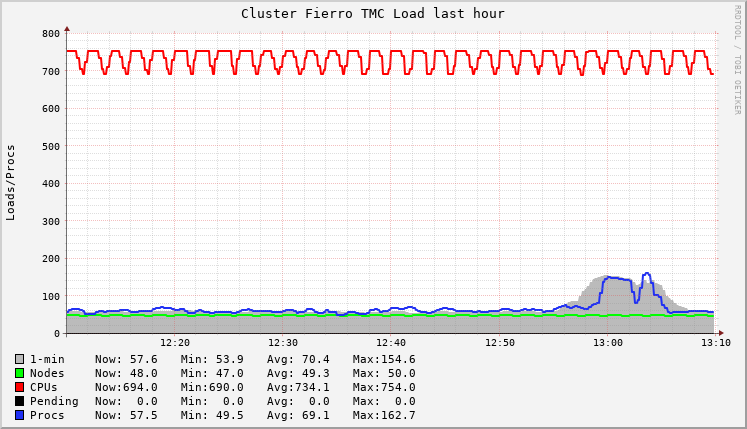 Cluster Fierro TMC Load last hour
RRDTOOL / TOBI OETIKER
Loads/Procs
800
700
600
500
400
300
200
100
0
12:20 12:30 12:40 12:50 13:00 13:10
1-min Now: 57.6 Min: 53.9 Avg: 70.4 Max:154.6
Nodes Now: 48.0 Min: 47.0 Avg: 49.3 Max: 50.0
CPUs Now:694.0 Min:690.0 Avg:734.1 Max:754.0
Pending Now: 0.0 Min: 0.0 Avg: 0.0 Max: 0.0
Procs Now: 57.5 Min: 49.5 Avg: 69.1 Max:162.7